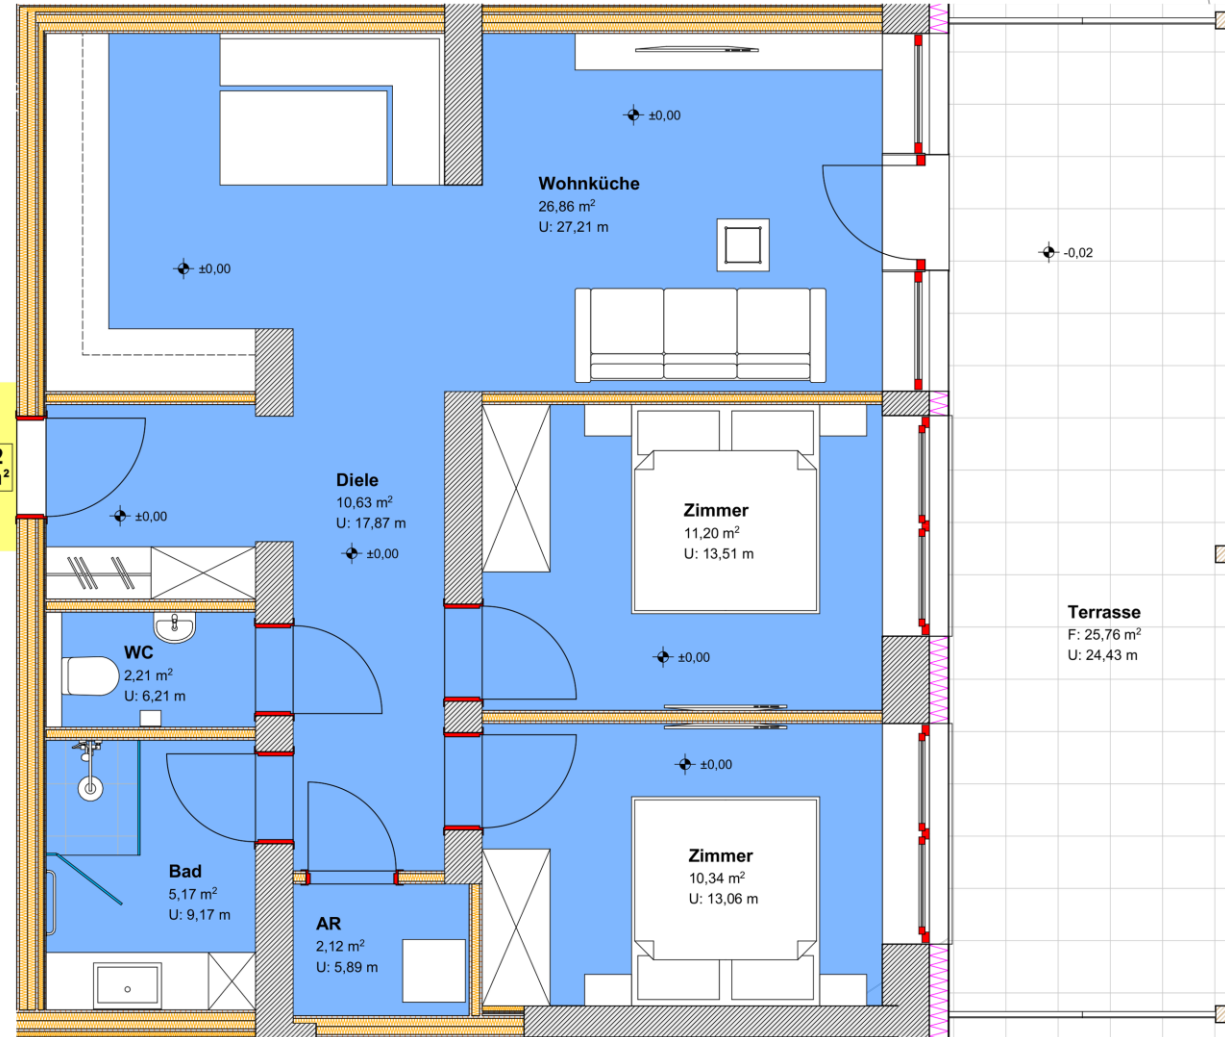 ±0,00
Wohnküche
26,86 m²
U: 27,21 m
±0,00
-0,02
2
m²
Diele
10,63 m²
U: 17,87 m
±0,00
±0,00
Zimmer
11,20 m²
U: 13,51 m
±0,00
Terrasse
F: 25,76 m²
U: 24,43 m
WC
2,21 m²
U: 6,21 m
±0,00
Zimmer
10,34 m²
U: 13,06 m
Bad
5,17 m²
U: 9,17 m
AR
2,12 m²
U: 5,89 m